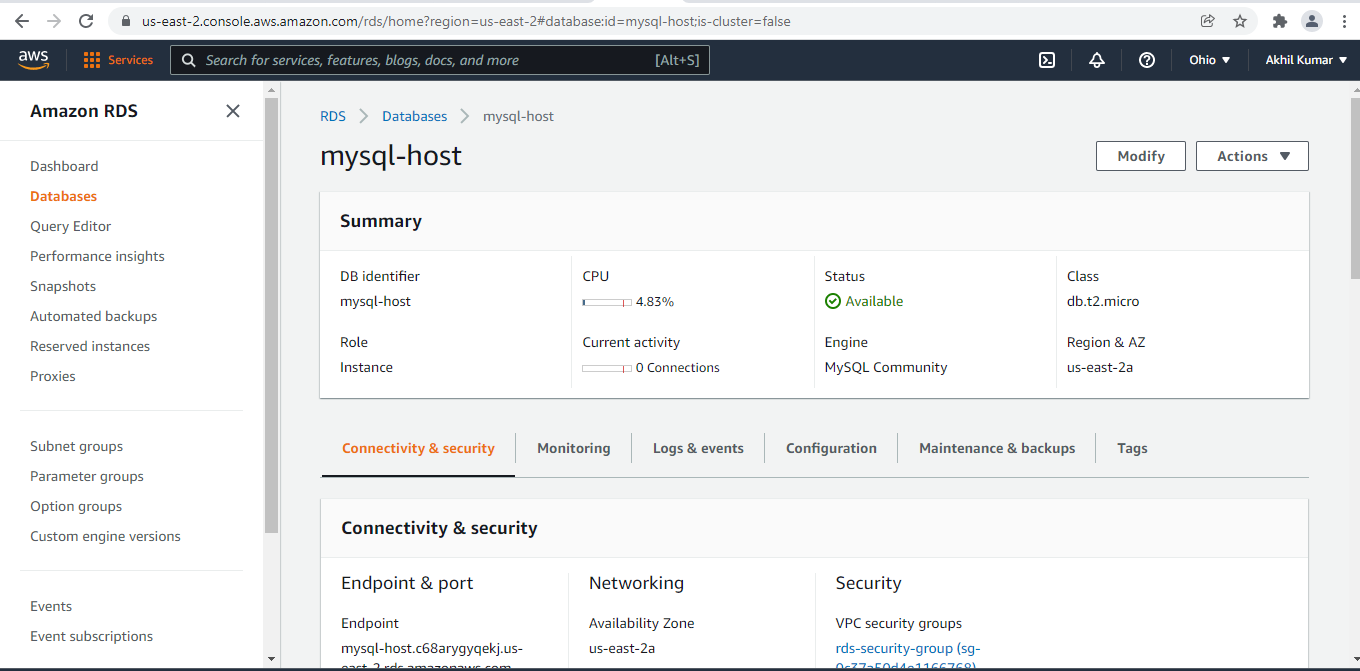 us-east-2.console.aws.amazon.com/rds/home?region=us-east-2#database:id=mysql-host;is-cluster=false
aws
Services
Search for services, features, blogs, docs, and more
[Alt+S]
Ohio
Akhil Kumar
Amazon RDS
Dashboard
Databases
Query Editor
Performance insights
Snapshots
Automated backups
Reserved instances
Proxies
Subnet groups
Parameter groups
Option groups
Custom engine versions
Events
Event subscriptions
RDS
Databases
mysql-host
mysql-host
Modify
Actions
Summary
DB identifier
mysql-host
CPU
4.83%
Status
Available
Class
db.t2.micro
Role
Instance
Current activity
0 Connections
Engine
MySQL Community
Region & AZ
us-east-2a
Connectivity & security
Monitoring
Logs & events
Configuration
Maintenance & backups
Tags
Connectivity & security
Endpoint & port
Endpoint
mysql-host.c68arygyqekj.us-
east-2.rds.amazonaws.com
Networking
Availability Zone
us-east-2a
Security
VPC security groups
rds-security-group (sg-